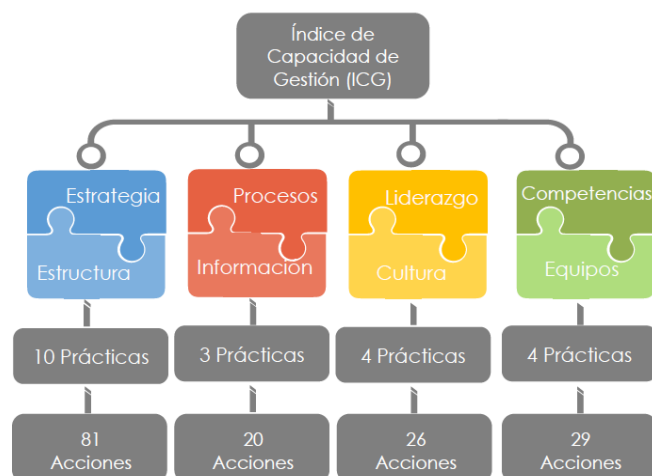 Índice de
Capacidad de
Gestión (ICG)
Estrategia
Estructura
Procesos
Información
Liderazgo
Cultura
Competencias
Equipos
10 Prácticas
3 Prácticas
4 Prácticas
4 Prácticas
81
Acciones
20
Acciones
26
Acciones
29
Acciones